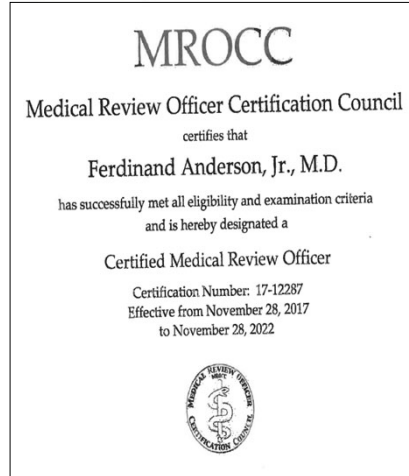 MROCC
Medical Review Officer Certification Council
certifies that
Ferdinand Anderson, Jr., M.D.
has successfully met all eligibility and examination criteria
and is hereby designated a
Certified Medical Review Officer
Certification Number: 17-12287
Effective from November 28, 2017
to November 28, 2022
MEDICAL REVIEW OFFICER
CERTIFICATION COUNCIL